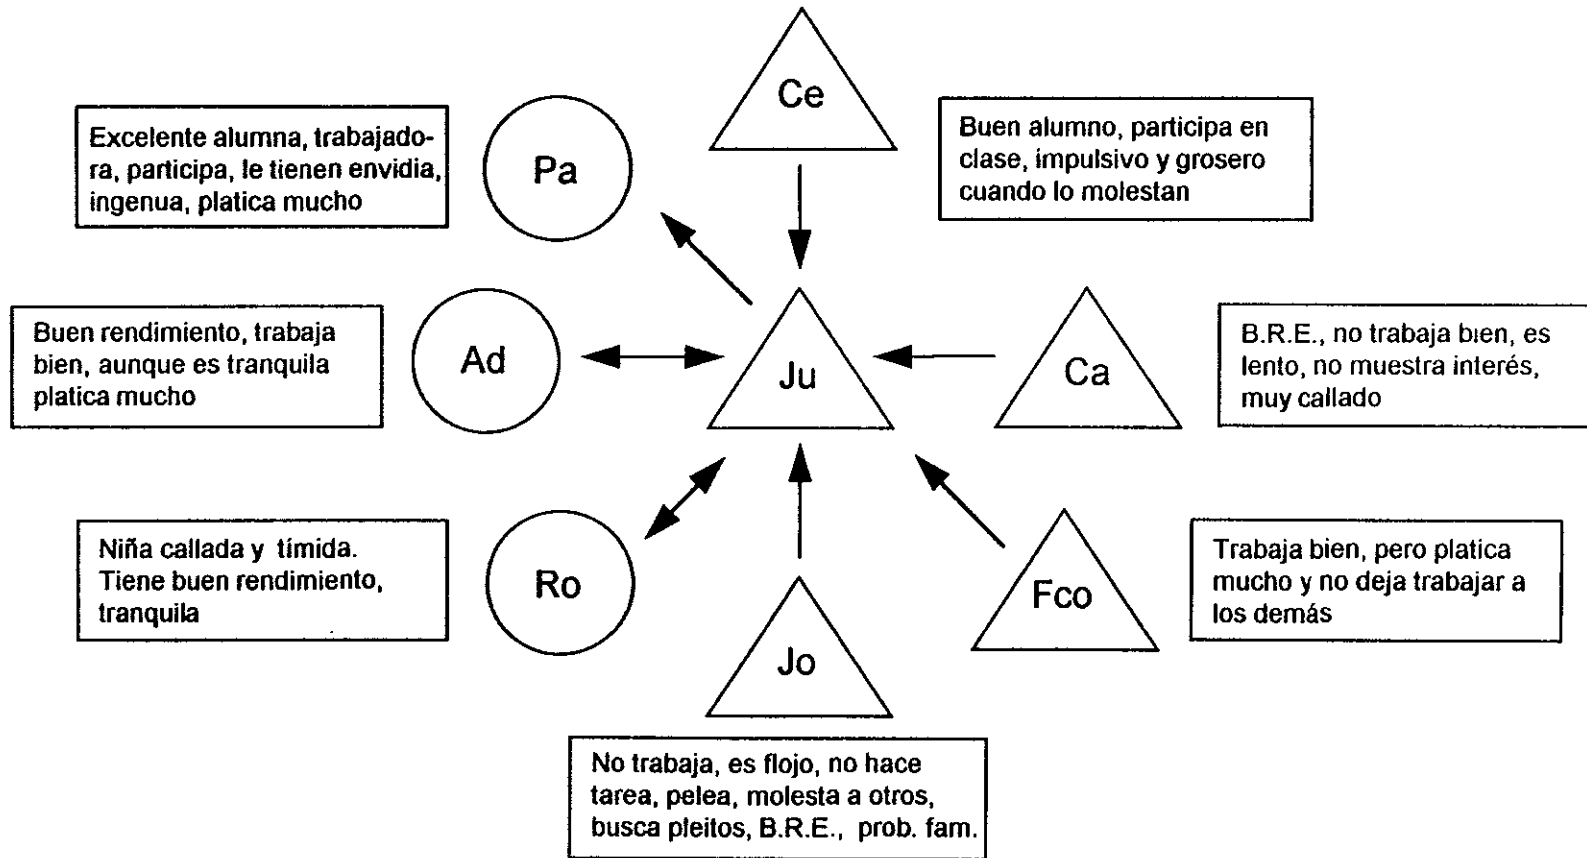 Ce
Excelente alumna, trabajado-
ra, participa, le tienen envidia,
ingenua, platica mucho
Pa
Buen alumno, participa en
clase, impulsivo y grosero
cuando lo molestan
Buen rendimiento, trabaja
bien, aunque es tranquila
platica mucho
Ad
Ju
Ca
B.R.E., no trabaja bien, es
lento, no muestra interés,
muy callado
Niña callada y tímida.
Tiene buen rendimiento,
tranquila
Ro
Jo
Fco
Trabaja bien, pero platica
mucho y no deja trabajar a
los demás
No trabaja, es flojo, no hace
tarea, pelea, molesta a otros,
busca pleitos, B.R.E., prob. fam.